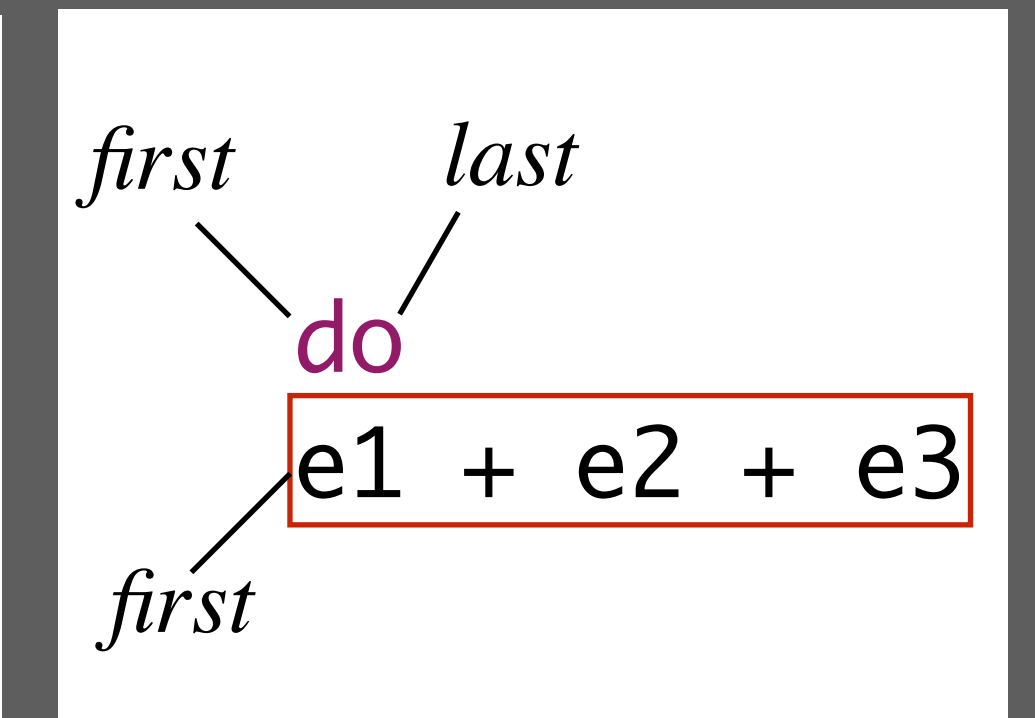 first last
do
e1 + e2 + e3
first